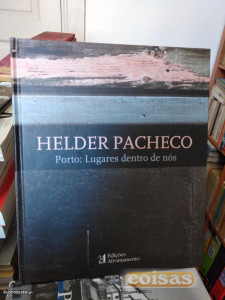 HELDER PACHECO
Porto: Lugares dentro de nós
Edições
Afrontamento
coisas